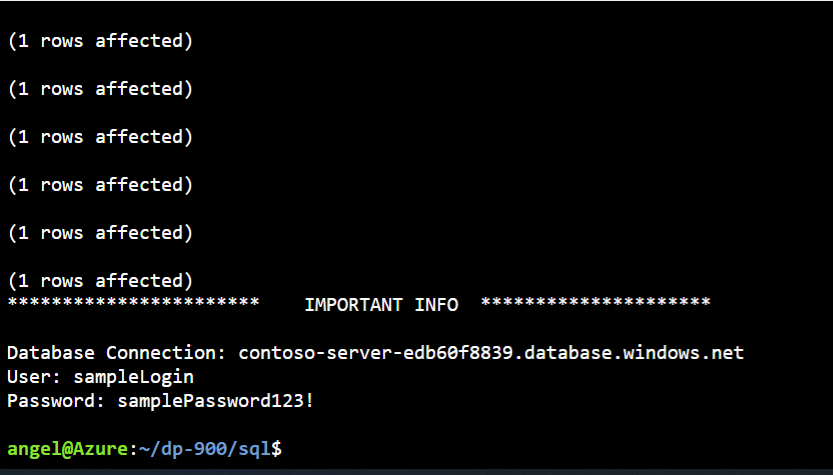 (1 rows affected)
(1 rows affected)
(1 rows affected)
(1 rows affected)
(1 rows affected)
(1 rows affected)
***********************    IMPORTANT INFO  *********************
Database Connection: contoso-server-edb60f8839.database.windows.net
User: sampleLogin
Password: samplePassword123!
angel@Azure:~/dp-900/sql$